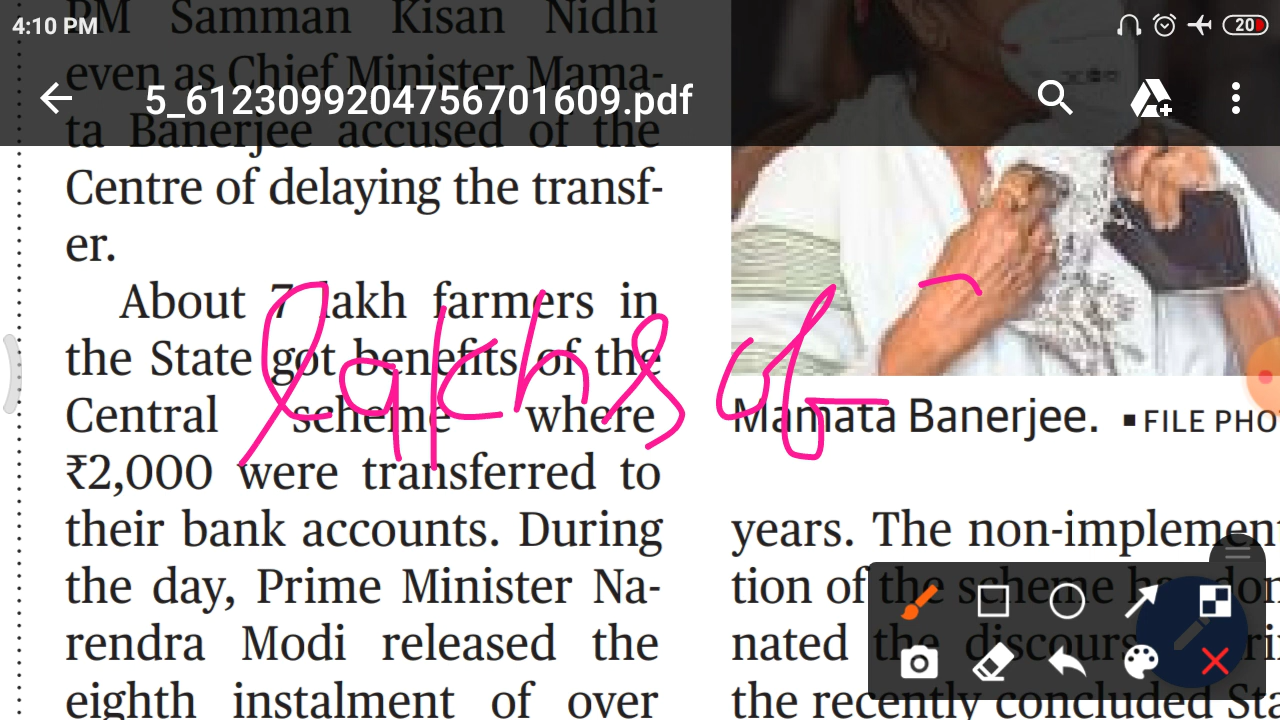 4:10 PM
20
5_6123099204756701609.pdf
PM Samman Kisan Nidhi
even as Chief Minister Mama-
ta Banerjee accused of the
Centre of delaying the transf-
er.
About 7 lakh farmers in
the State got benefits of the
Central scheme where
₹2,000 were transferred to
their bank accounts. During
the day, Prime Minister Na-
rendra Modi released the
eighth instalment of over
lakhs of
Mamata Banerjee. ▪ FILE PHO
years. The non-implement
tion of the scheme
nated the
the recently concluded Sta